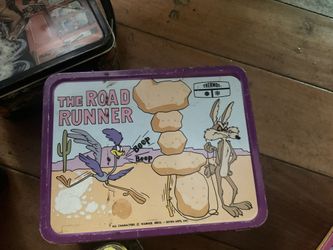 THE ROAD
RUNNER
THERMOS
BEEP
BEEP